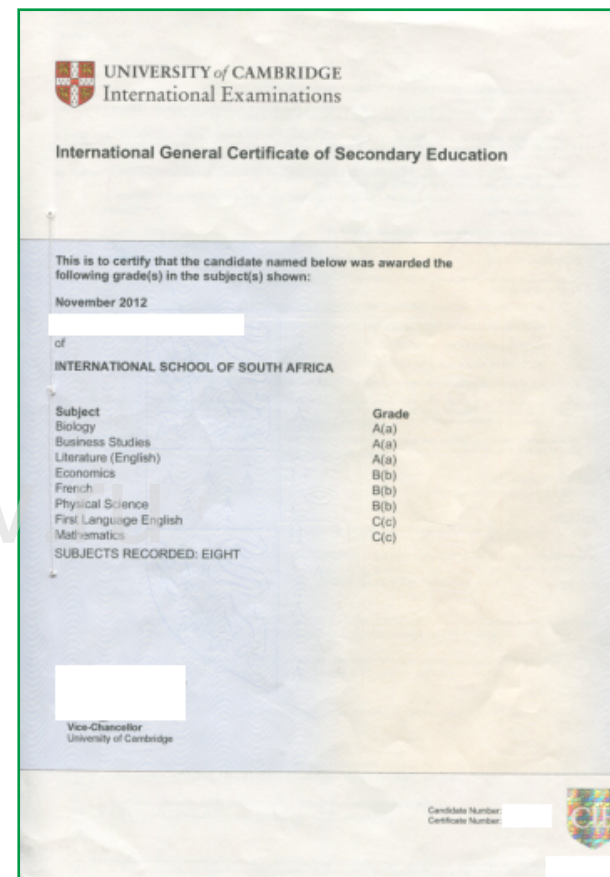 UNIVERSITY of CAMBRIDGE
International Examinations
International General Certificate of Secondary Education
This is to certify that the candidate named below was awarded the
following grade(s) in the subject(s) shown:
November 2012
of
INTERNATIONAL SCHOOL OF SOUTH AFRICA
Subject Grade
Biology A(a)
Business Studies A(a)
Literature (English) A(a)
Economics B(b)
French B(b)
Physical Science B(b)
First Language English C(c)
Mathematics C(c)
SUBJECTS RECORDED: EIGHT
Vice-Chancellor
University of Cambridge
Candidate Number:
Certificate Number:
CIE